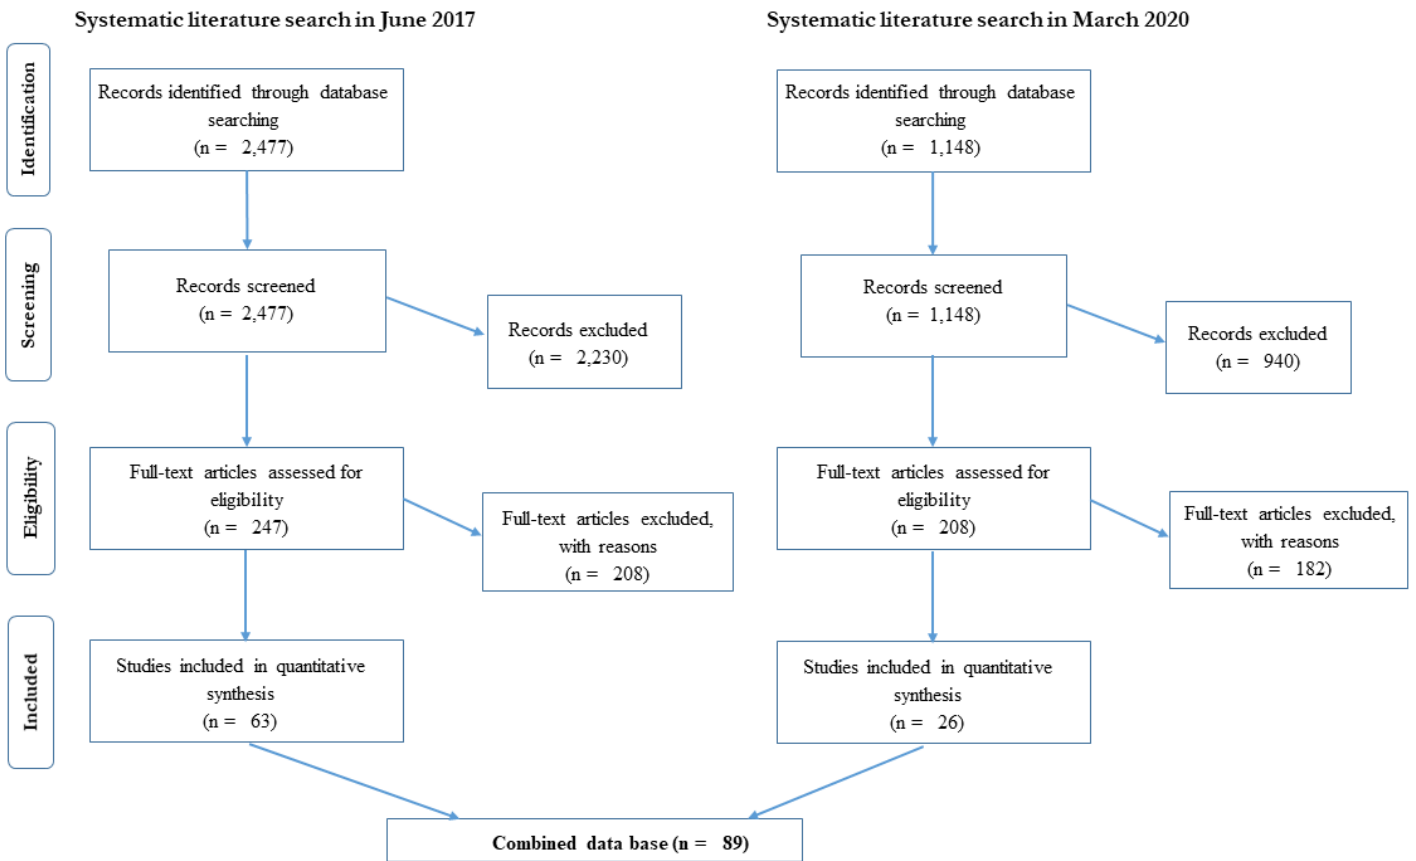 Systematic literature search in June 2017
Systematic literature search in March 2020
Identification
Records identified through database
searching
(n = 2,477)
Records identified through database
searching
(n = 1,148)
Screening
Records screened
(n = 2,477)
Records excluded
(n = 2,230)
Records screened
(n = 1,148)
Records excluded
(n = 940)
Eligibility
Full-text articles assessed for
eligibility
(n = 247)
Full-text articles excluded,
with reasons
(n = 208)
Full-text articles assessed for
eligibility
(n = 208)
Full-text articles excluded,
with reasons
(n = 182)
Included
Studies included in quantitative
synthesis
(n = 63)
Studies included in quantitative
synthesis
(n = 26)
Combined data base (n = 89)